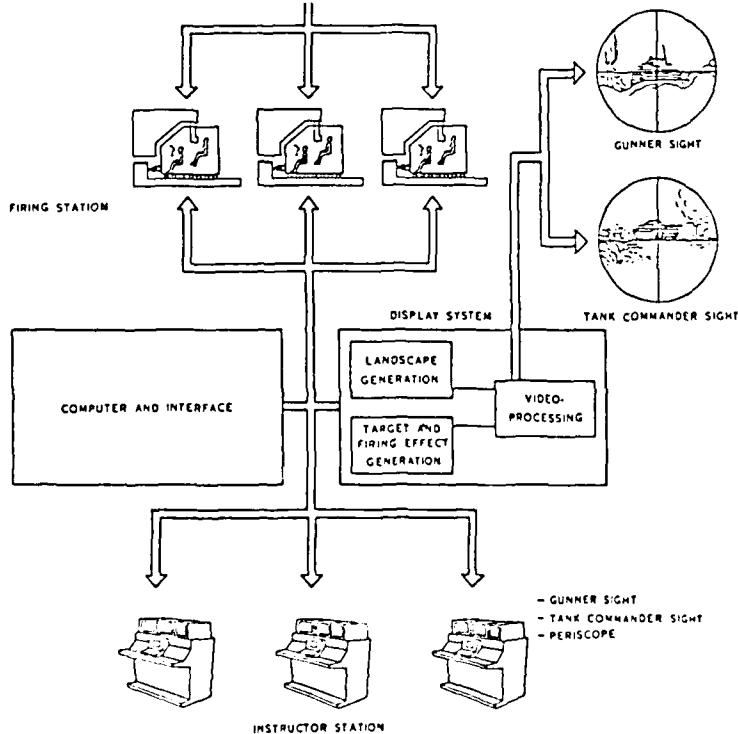 GUNNER SIGHT
FIRING STATION
TANK COMMANDER SIGHT
DISPLAY SYSTEM
LANDSCAPE
GENERATION
COMPUTER AND INTERFACE
VIDEO-
PROCESSING
TARGET AND
FIRING EFFECT
GENERATION
- GUNNER SIGHT
- TANK COMMANDER SIGHT
- PERISCOPE
INSTRUCTOR STATION